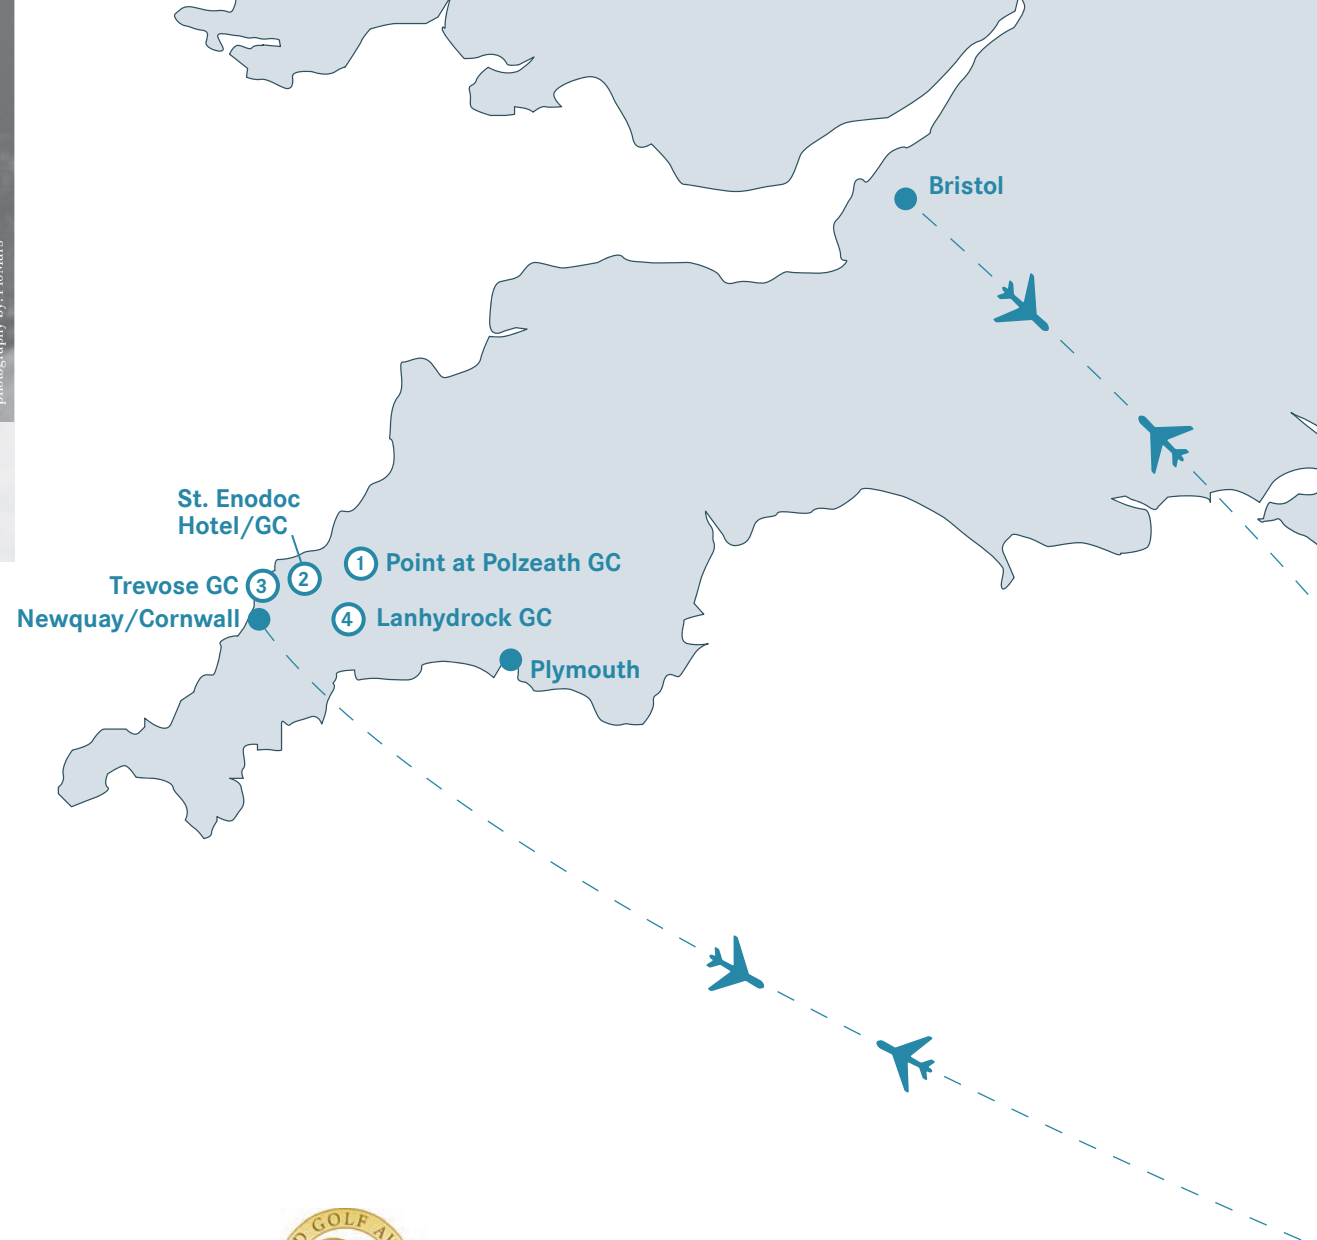 Bristol
St. Enodoc
Hotel/GC
1 Point at Polzeath GC
2
Trevose GC 3
Newquay/Cornwall
4 Lanhydrock GC
Plymouth
GOLF